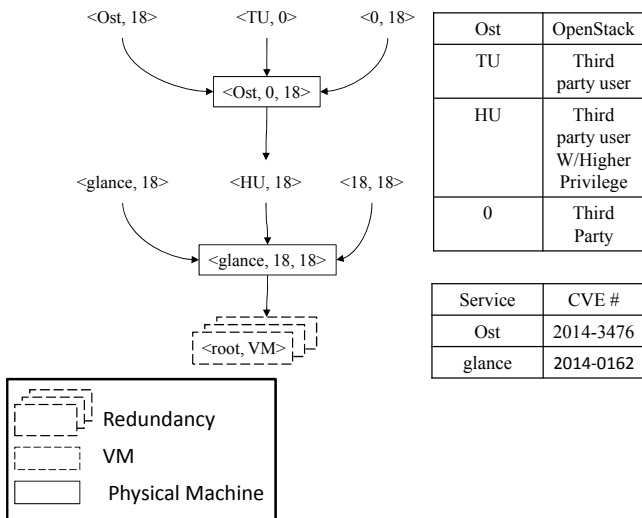 <Ost, 18>
<TU, 0>
<0, 18>
<Ost, 0, 18>
<glance, 18>
<HU, 18>
<18, 18>
<glance, 18, 18>
<root, VM>
Redundancy
VM
Physical Machine
Ost OpenStack
TU Third
party user
HU Third
party user
W/Higher
Privilege
0 Third
Party
Service CVE #
Ost 2014-3476
glance 2014-0162